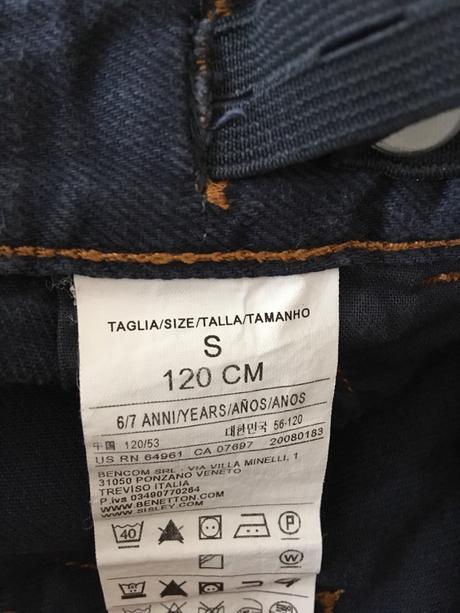 TAGLIA/SIZE/TALLA/TAMANHO
S
120 CM
6/7 ANNI/YEARS/AÑOS/ANOS
中国 120/53 대한민국 56-120
US RN 64961 CA 07697 20080183
BENCOM SRL - VIA VILLA MINELLI, 1
31050 PONZANO VENETO
TREVISO ITALIA
P.iva 03490770264
WWW.BENETTON.COM
WWW.SISLEY.COM
40 P
W